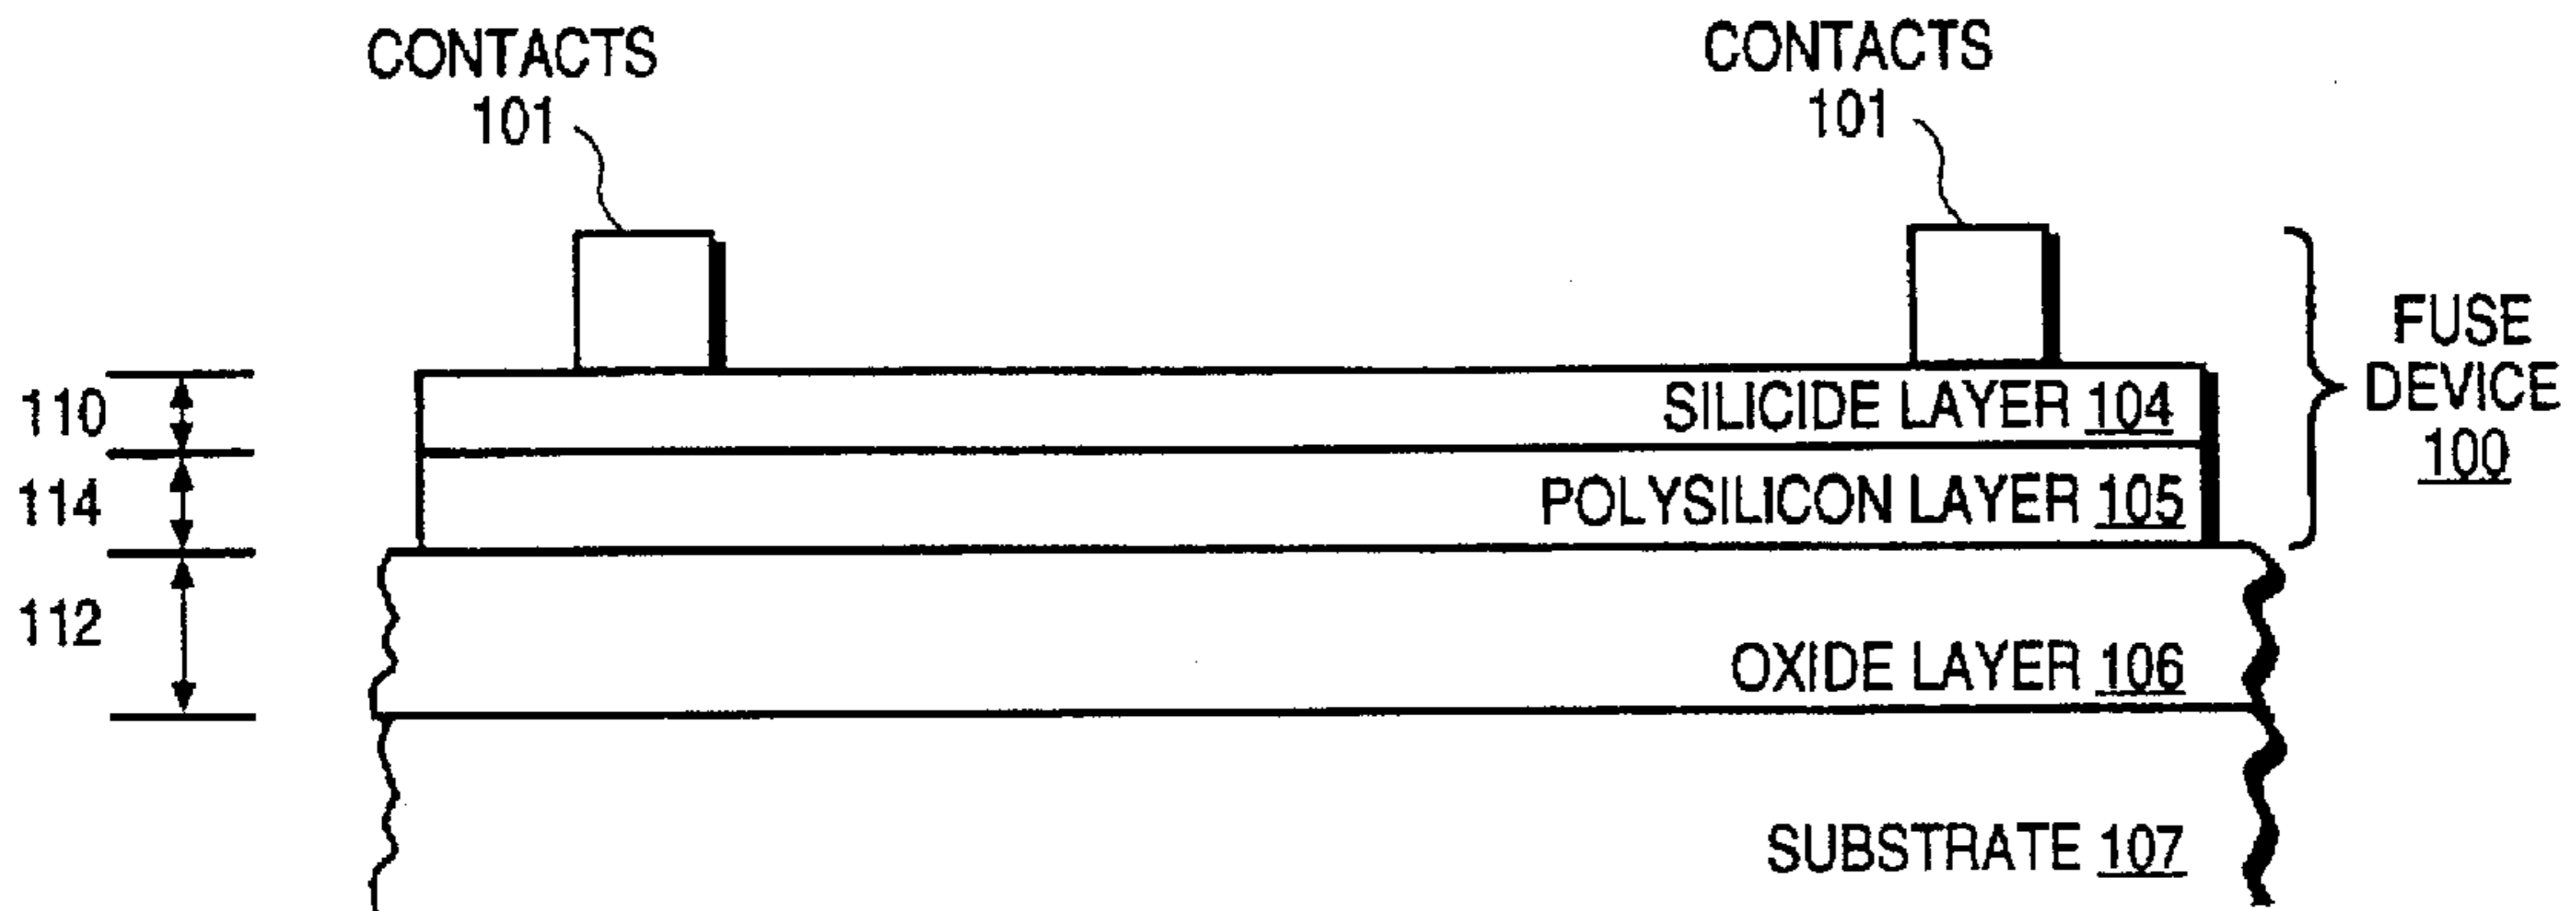 CONTACTS
101
CONTACTS
101
110
114
112
SILICIDE LAYER 104
POLYSILICON LAYER 105
OXIDE LAYER 106
SUBSTRATE 107
FUSE
DEVICE
100